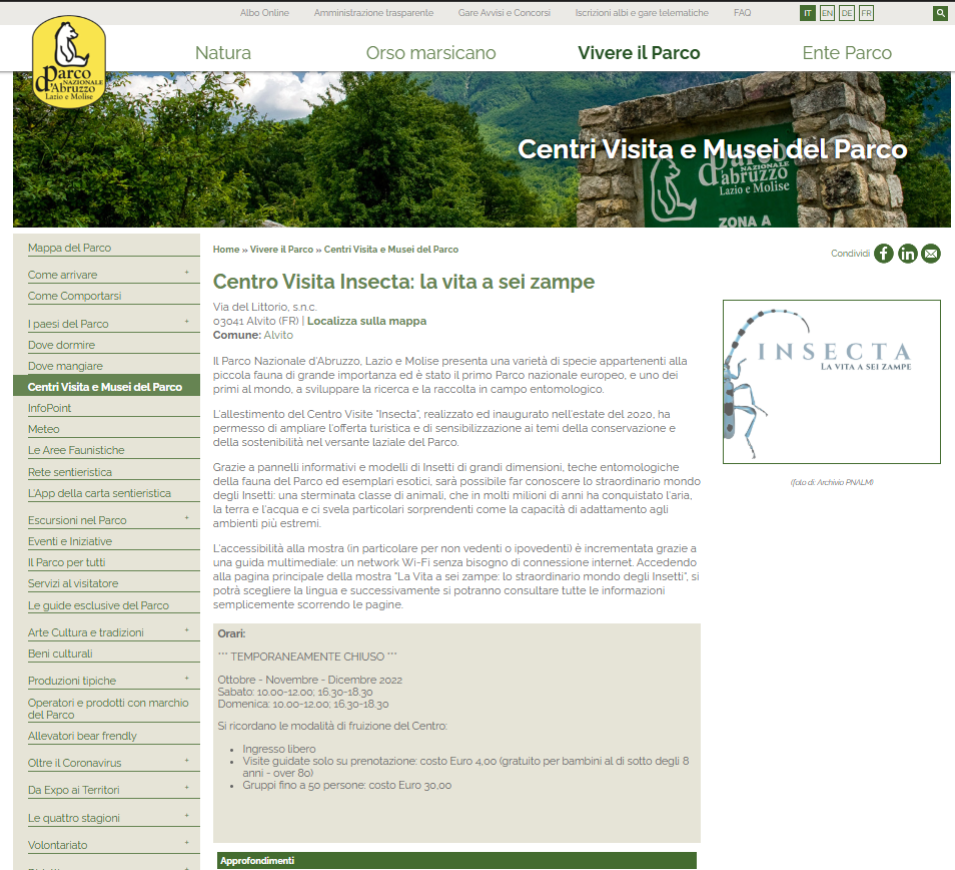 Albo Online Amministrazione trasparente Gare Avvisi e Concorsi Iscrizioni albi e gare telematiche FAQ IT EN DE FR
Parco
NAZIONALE
d'Abruzzo
Lazio e Molise
Natura Orso marsicano Vivere il Parco Ente Parco
Centri Visita e Musei del Parco
Parco
NAZIONALE
d'abruzzo
Lazio e Molise
ZONA A
Mappa del Parco
Come arrivare +
Come Comportarsi
I paesi del Parco +
Dove dormire
Dove mangiare
Centri Visita e Musei del Parco
InfoPoint
Meteo
Le Aree Faunistiche
Rete sentieristica
L'App della carta sentieristica
Escursioni nel Parco +
Eventi e Iniziative
Il Parco per tutti
Servizi al visitatore
Le guide esclusive del Parco
Arte Cultura e tradizioni +
Beni culturali
Produzioni tipiche +
Operatori e prodotti con marchio
del Parco
Allevatori bear frendly
Oltre il Coronavirus +
Da Expo ai Territori +
Le quattro stagioni +
Volontariato +
Home » Vivere il Parco » Centri Visita e Musei del Parco
Condividi
Centro Visita Insecta: la vita a sei zampe
Via del Littorio, s.n.c.
03041 Alvito (FR) | Localizza sulla mappa
Comune: Alvito
Il Parco Nazionale d'Abruzzo, Lazio e Molise presenta una varietà di specie appartenenti alla
piccola fauna di grande importanza ed è stato il primo Parco nazionale europeo, e uno dei
primi al mondo, a sviluppare la ricerca e la raccolta in campo entomologico.
L'allestimento del Centro Visite "Insecta", realizzato ed inaugurato nell'estate del 2020, ha
permesso di ampliare l'offerta turistica e di sensibilizzazione ai temi della conservazione e
della sostenibilità nel versante laziale del Parco.
Grazie a pannelli informativi e modelli di Insetti di grandi dimensioni, teche entomologiche
della fauna del Parco ed esemplari esotici, sarà possibile far conoscere lo straordinario mondo
degli Insetti: una sterminata classe di animali, che in molti milioni di anni ha conquistato l'aria,
la terra e l'acqua e ci svela particolari sorprendenti come la capacità di adattamento agli
ambienti più estremi.
L'accessibilità alla mostra (in particolare per non vedenti o ipovedenti) è incrementata grazie a
una guida multimediale: un network Wi-Fi senza bisogno di connessione internet. Accedendo
alla pagina principale della mostra "La Vita a sei zampe: lo straordinario mondo degli Insetti", si
potrà scegliere la lingua e successivamente si potranno consultare tutte le informazioni
semplicemente scorrendo le pagine.
Orari:
*** TEMPORANEAMENTE CHIUSO ***
Ottobre - Novembre - Dicembre 2022
Sabato: 10.00-12.00; 16.30-18.30
Domenica: 10.00-12.00; 16.30-18.30
Si ricordano le modalità di fruizione del Centro:
• Ingresso libero
• Visite guidate solo su prenotazione: costo Euro 4,00 (gratuito per bambini al di sotto degli 8
anni - over 80)
• Gruppi fino a 50 persone: costo Euro 30,00
Approfondimenti
INSECTA
LA VITA A SEI ZAMPE
(foto di: Archivio PNALM)